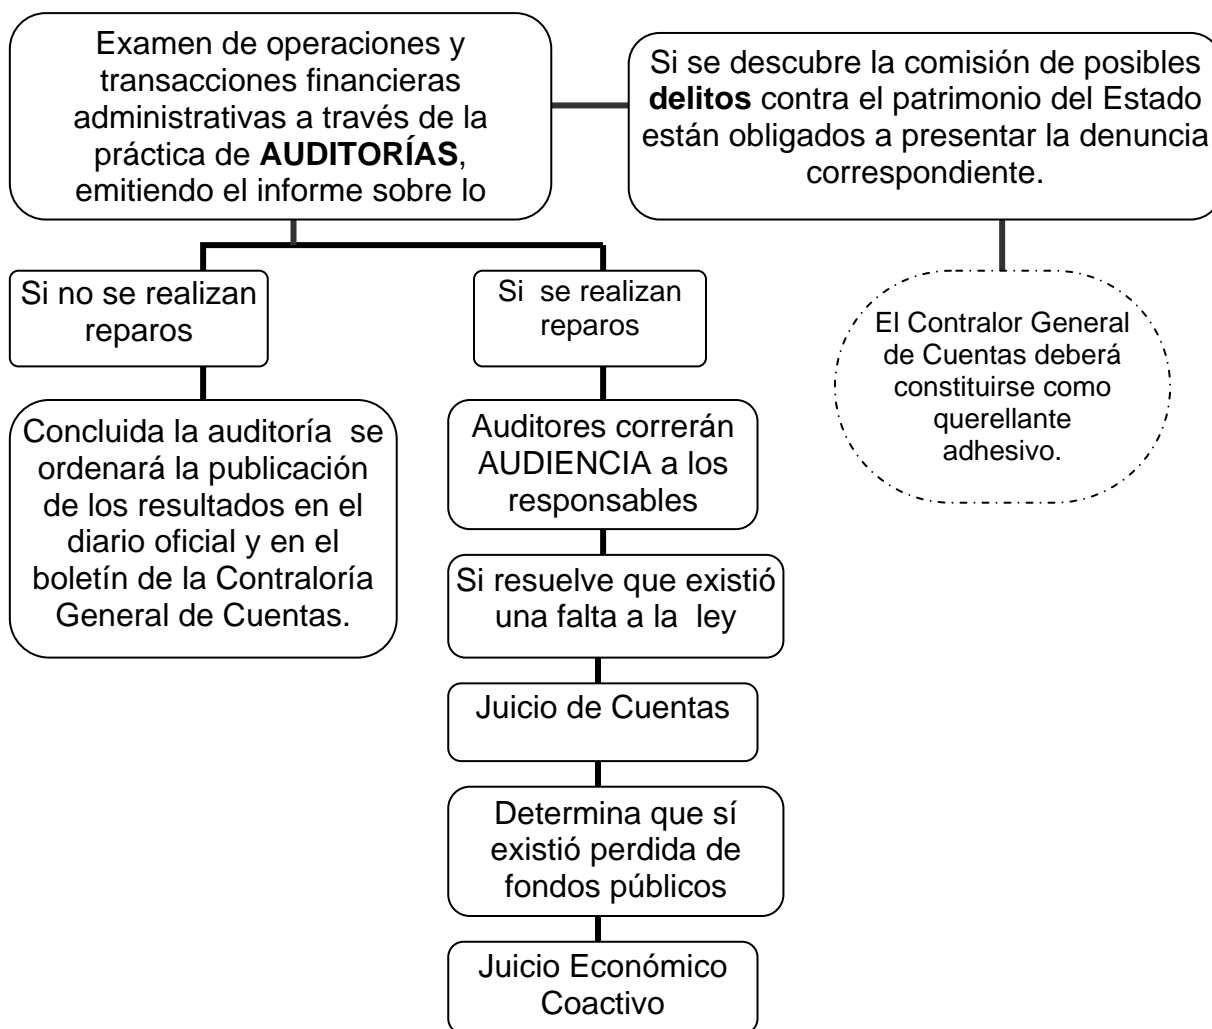 Examen de operaciones y
transacciones financieras
administrativas a través de la
práctica de AUDITORÍAS,
emitiendo el informe sobre lo
Si se descubre la comisión de posibles
delitos contra el patrimonio del Estado
están obligados a presentar la denuncia
correspondiente.
Si no se realizan
reparos
Si se realizan
reparos
El Contralor General
de Cuentas deberá
constituirse como
querellante
adhesivo.
Concluida la auditoría se
ordenará la publicación
de los resultados en el
diario oficial y en el
boletín de la Contraloría
General de Cuentas.
Auditores correrán
AUDIENCIA a los
responsables
Si resuelve que existió
una falta a la ley
Juicio de Cuentas
Determina que sí
existió perdida de
fondos públicos
Juicio Económico
Coactivo